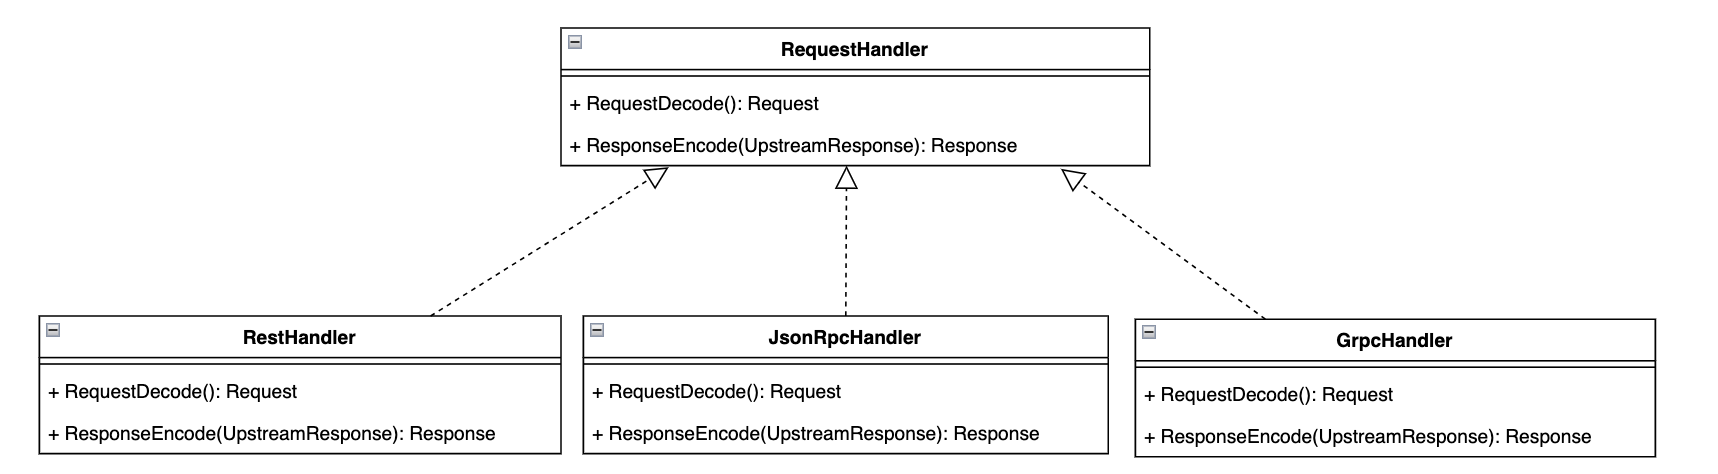 RequestHandler
+ RequestDecode(): Request
+ ResponseEncode(UpstreamResponse): Response
RestHandler
+ RequestDecode(): Request
+ ResponseEncode(UpstreamResponse): Response
JsonRpcHandler
+ RequestDecode(): Request
+ ResponseEncode(UpstreamResponse): Response
GrpcHandler
+ RequestDecode(): Request
+ ResponseEncode(UpstreamResponse): Response